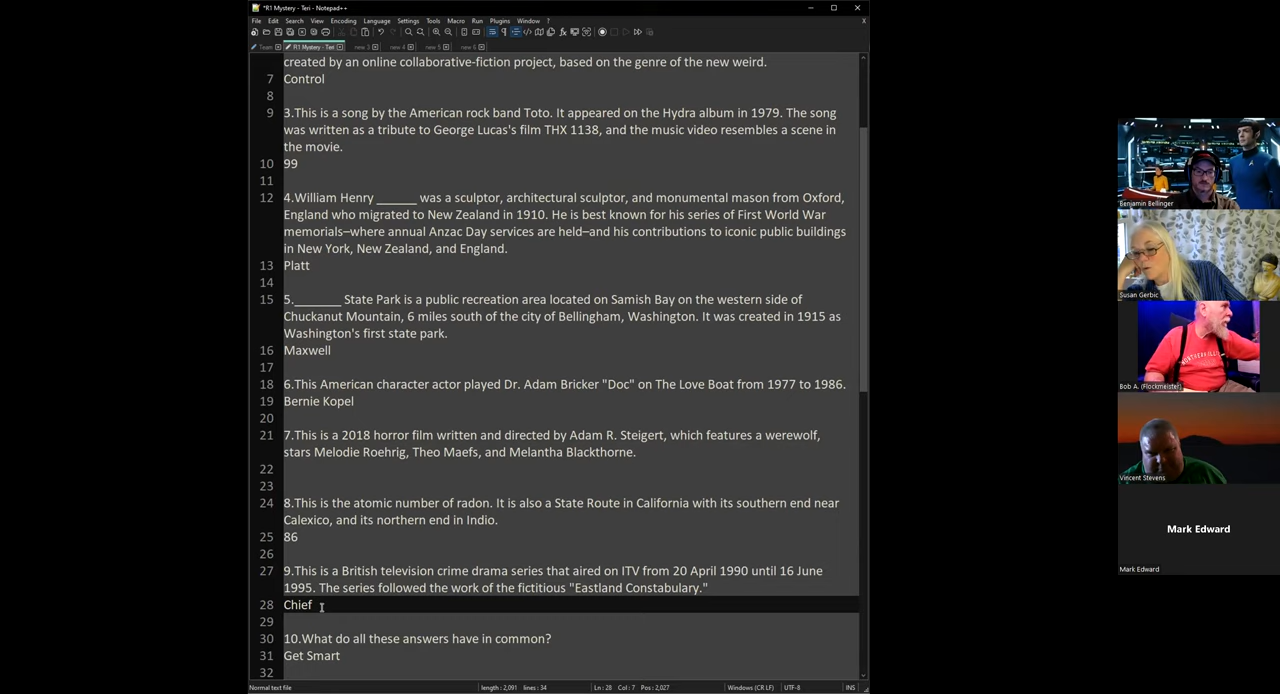 *R1 Mystery - Teri - Notepad++
File Edit Search View Encoding Language Settings Tools Macro Run Plugins Window ?
Team R1 Mystery - Teri new 3 new 4 new 5 new 6
created by an online collaborative-fiction project, based on the genre of the new weird.
7 Control
8
9 3.This is a song by the American rock band Toto. It appeared on the Hydra album in 1979. The song
was written as a tribute to George Lucas's film THX 1138, and the music video resembles a scene in
the movie.
10 99
11
12 4.William Henry ______ was a sculptor, architectural sculptor, and monumental mason from Oxford,
England who migrated to New Zealand in 1910. He is best known for his series of First World War
memorials—where annual Anzac Day services are held—and his contributions to iconic public buildings
in New York, New Zealand, and England.
13 Platt
14
15 5._______ State Park is a public recreation area located on Samish Bay on the western side of
Chuckanut Mountain, 6 miles south of the city of Bellingham, Washington. It was created in 1915 as
Washington's first state park.
16 Maxwell
17
18 6.This American character actor played Dr. Adam Bricker "Doc" on The Love Boat from 1977 to 1986.
19 Bernie Kopel
20
21 7.This is a 2018 horror film written and directed by Adam R. Steigert, which features a werewolf,
stars Melodie Roehrig, Theo Maefs, and Melantha Blackthorne.
22
23
24 8.This is the atomic number of radon. It is also a State Route in California with its southern end near
Calexico, and its northern end in Indio.
25 86
26
27 9.This is a British television crime drama series that aired on ITV from 20 April 1990 until 16 June
1995. The series followed the work of the fictitious "Eastland Constabulary."
28 Chief
29
30 10.What do all these answers have in common?
31 Get Smart
32
Normal text file length : 2,091 lines : 34 Ln : 28 Col : 7 Pos : 2,027 Windows (CR LF) UTF-8 INS
Benjamin Bellinger
Susan Gerbic
Bob A. (Flockmeister)
Vincent Stevens
Mark Edward
Mark Edward